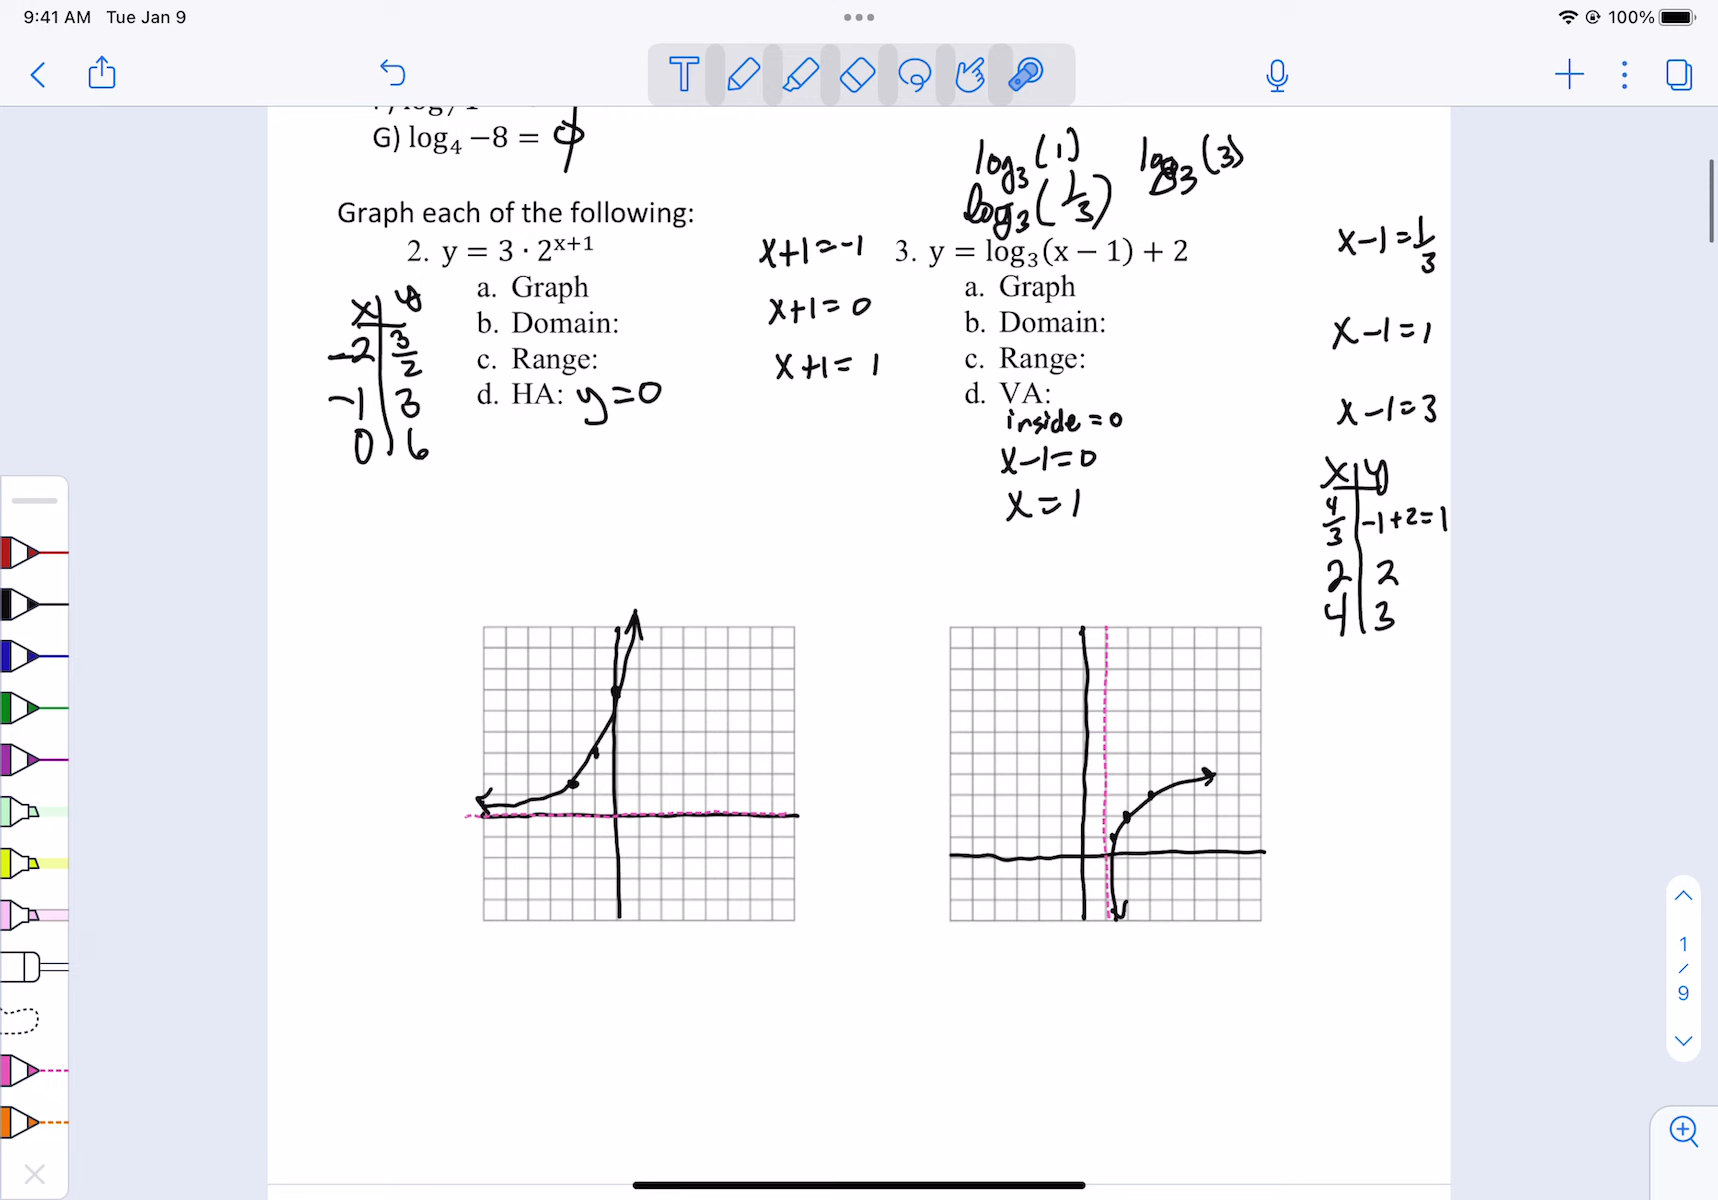 9:41 AM Tue Jan 9
100%
G) log₄ −8 = ϕ
log₃(1) log₃(3)
log₃(1/3)
Graph each of the following:
2. y = 3 · 2ˣ⁺¹
a. Graph
b. Domain:
c. Range:
d. HA: y=0
x | y
-2 | 3/2
-1 | 3
0 | 6
x+1=-1
x+1=0
x+1=1
3. y = log₃(x − 1) + 2
a. Graph
b. Domain:
c. Range:
d. VA:
inside=0
x-1=0
x=1
x-1=1/3
x-1=1
x-1=3
x | y
4/3 | -1+2=1
2 | 2
4 | 3
1
/
9